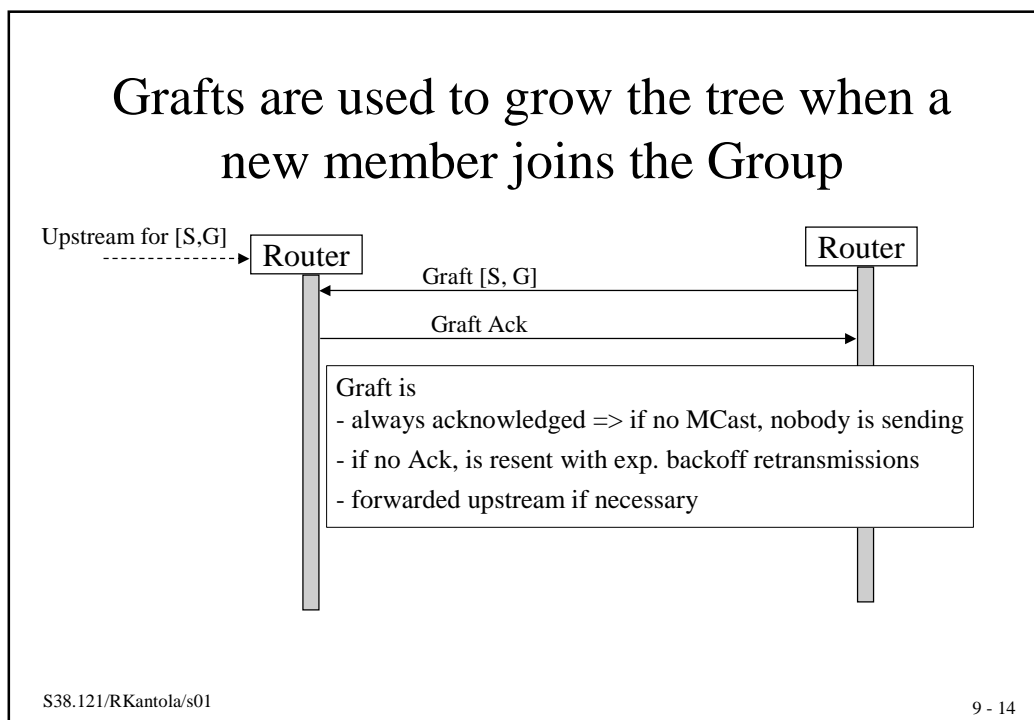 Grafts are used to grow the tree when a
new member joins the Group
Upstream for [S,G]
Router
Router
Graft [S, G]
Graft Ack
Graft is
- always acknowledged => if no MCast, nobody is sending
- if no Ack, is resent with exp. backoff retransmissions
- forwarded upstream if necessary
S38.121/RKantola/s01
9 - 14